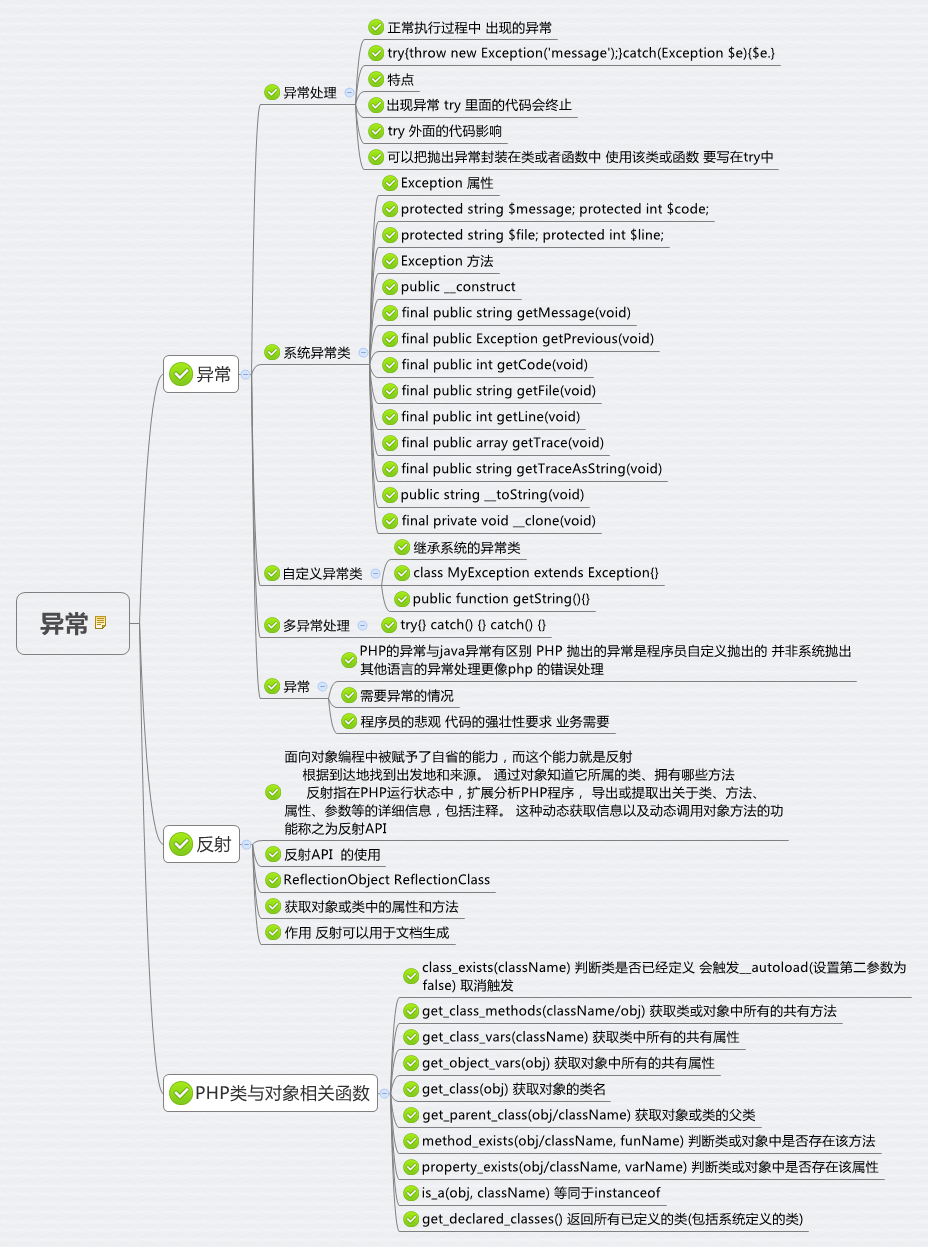 正常执行过程中 出现的异常
try{throw new Exception('message');}catch(Exception $e){$e.}
特点
出现异常 try 里面的代码会终止
try 外面的代码影响
可以把抛出异常封装在类或者函数中 使用该类或函数 要写在try中
异常处理
Exception 属性
protected string $message; protected int $code;
protected string $file; protected int $line;
Exception 方法
public __construct
final public string getMessage(void)
final public Exception getPrevious(void)
final public int getCode(void)
final public string getFile(void)
final public int getLine(void)
final public array getTrace(void)
final public string getTraceAsString(void)
public string __toString(void)
final private void __clone(void)
系统异常类
异常
继承系统的异常类
class MyException extends Exception{}
public function getString(){}
自定义异常类
多异常处理
try{} catch() {} catch() {}
异常
PHP的异常与java异常有区别 PHP 抛出的异常是程序员自定义抛出的 并非系统抛出
其他语言的异常处理更像php 的错误处理
需要异常的情况
程序员的悲观 代码的强壮性要求 业务需要
异常
面向对象编程中被赋予了自省的能力，而这个能力就是反射
根据到达地找到出发地和来源。 通过对象知道它所属的类、拥有哪些方法
反射指在PHP运行状态中，扩展分析PHP程序， 导出或提取出关于类、方法、
属性、参数等的详细信息，包括注释。 这种动态获取信息以及动态调用对象方法的功
能称之为反射API
反射
反射API 的使用
ReflectionObject ReflectionClass
获取对象或类中的属性和方法
作用 反射可以用于文档生成
class_exists(className) 判断类是否已经定义 会触发__autoload(设置第二参数为
false) 取消触发
get_class_methods(className/obj) 获取类或对象中所有的共有方法
get_class_vars(className) 获取类中所有的共有属性
get_object_vars(obj) 获取对象中所有的共有属性
get_class(obj) 获取对象的类名
PHP类与对象相关函数
get_parent_class(obj/className) 获取对象或类的父类
method_exists(obj/className, funName) 判断类或对象中是否存在该方法
property_exists(obj/className, varName) 判断类或对象中是否存在该属性
is_a(obj, className) 等同于instanceof
get_declared_classes() 返回所有已定义的类(包括系统定义的类)